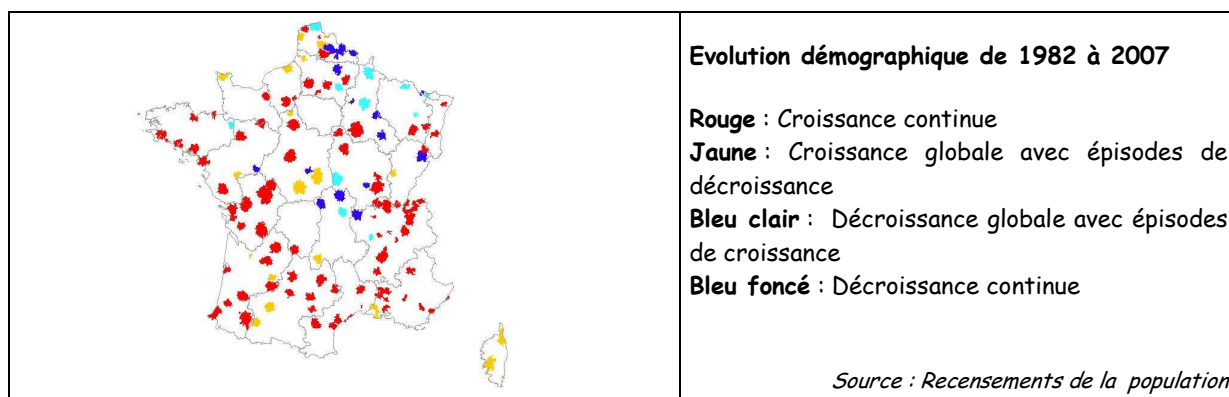 Evolution démographique de 1982 à 2007
Rouge : Croissance continue
Jaune : Croissance globale avec épisodes de
décroissance
Bleu clair : Décroissance globale avec épisodes
de croissance
Bleu foncé : Décroissance continue
Source : Recensements de la population